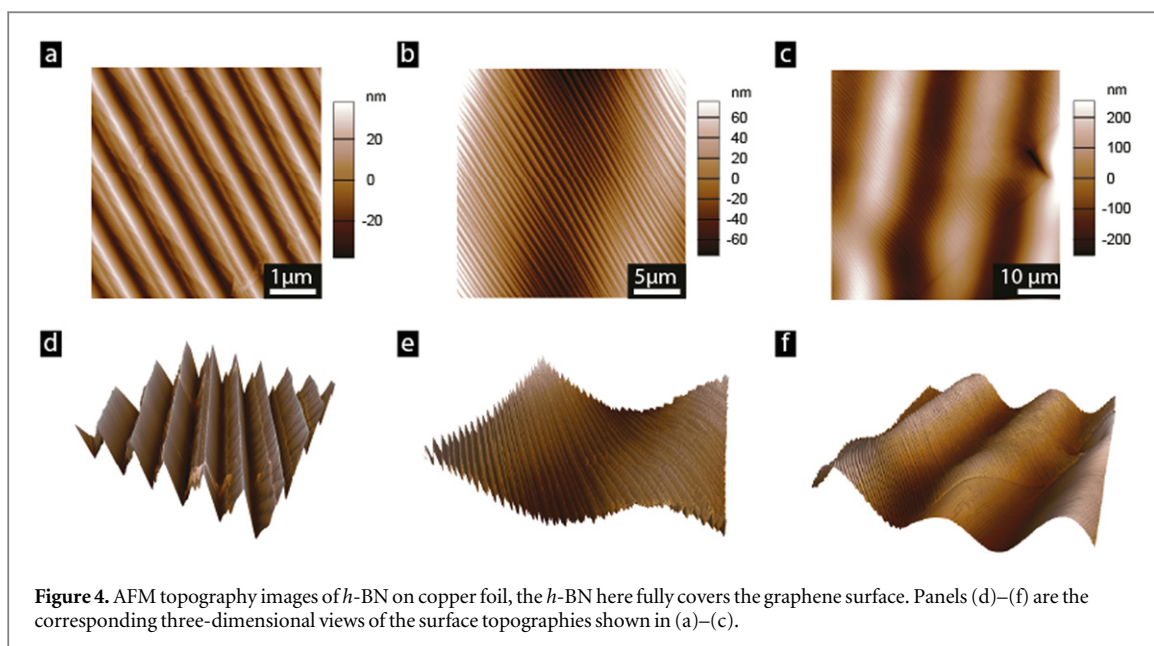 a
b
c
nm
20
0
-20
1μm
nm
60
40
20
0
-20
-40
-60
5μm
nm
200
100
0
-100
-200
10 μm
d
e
f
Figure 4. AFM topography images of h-BN on copper foil, the h-BN here fully covers the graphene surface. Panels (d)–(f) are the
corresponding three-dimensional views of the surface topographies shown in (a)–(c).